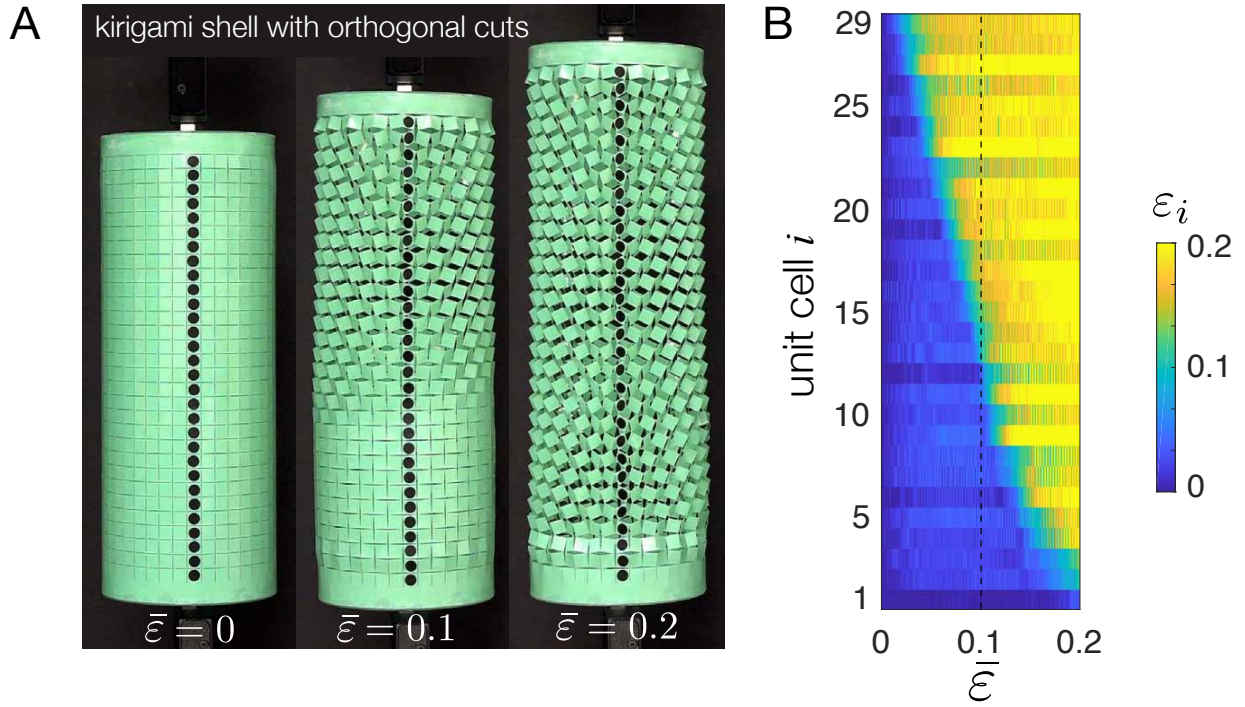 A
kirigami shell with orthogonal cuts
ε̅ = 0
ε̅ = 0.1
ε̅ = 0.2
B
29
25
20
15
10
5
1
unit cell i
0
0.1
0.2
ε̅
εᵢ
0.2
0.1
0